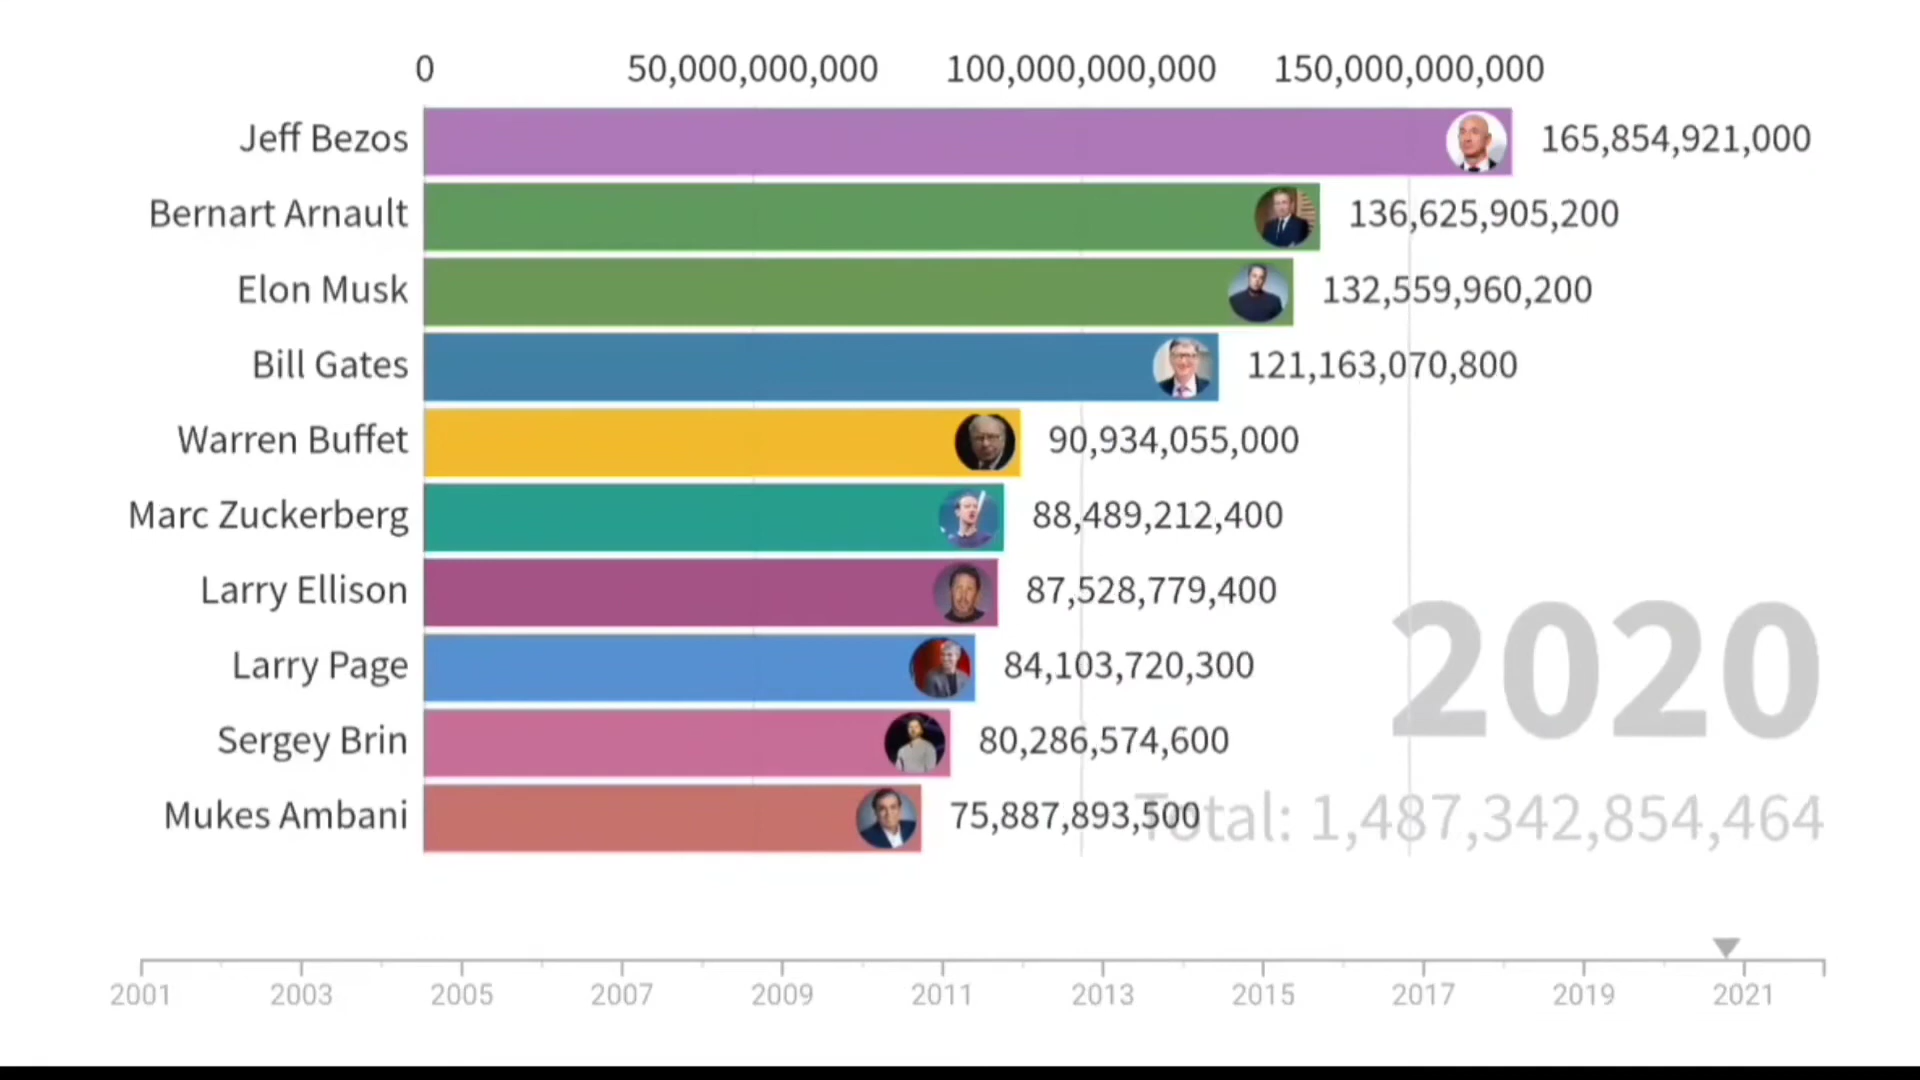 0 50,000,000,000 100,000,000,000 150,000,000,000
Jeff Bezos 165,854,921,000
Bernart Arnault 136,625,905,200
Elon Musk 132,559,960,200
Bill Gates 121,163,070,800
Warren Buffet 90,934,055,000
Marc Zuckerberg 88,489,212,400
Larry Ellison 87,528,779,400
Larry Page 84,103,720,300
Sergey Brin 80,286,574,600
Mukes Ambani 75,887,893,500
2020
Total: 1,487,342,854,464
2001 2003 2005 2007 2009 2011 2013 2015 2017 2019 2021